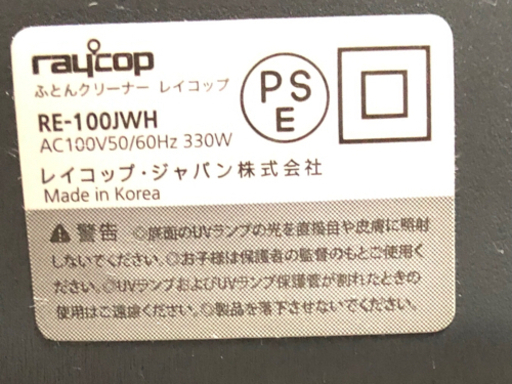 raycop
ふとんクリーナー レイコップ
PS
E
RE-100JWH
AC100V50/60Hz 330W
レイコップ・ジャパン株式会社
Made in Korea
警告 ◎底面のUVランプの光を直接目や皮膚に照射
しないでください。◎お子様は保護者の監督のもとご使用く
ださい。◎UVランプおよびUVランプ保護管が割れたときの
使用はご遠慮ください。◎製品を落下させないでください。